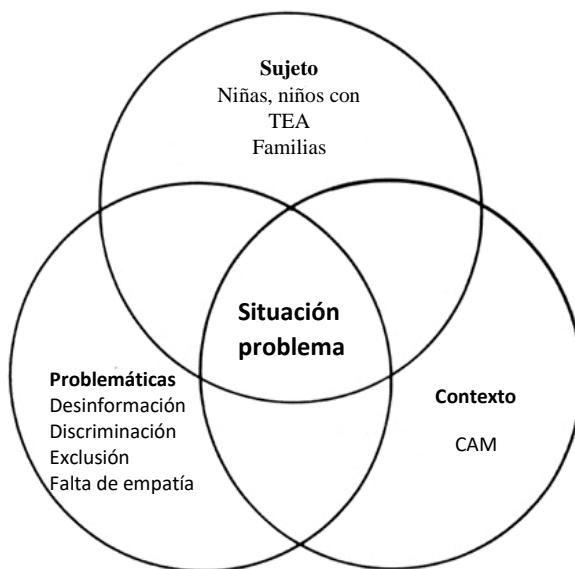 Sujeto
Niñas, niños con
TEA
Familias
Situación
problema
Problemáticas
Desinformación
Discriminación
Exclusión
Falta de empatía
Contexto
CAM